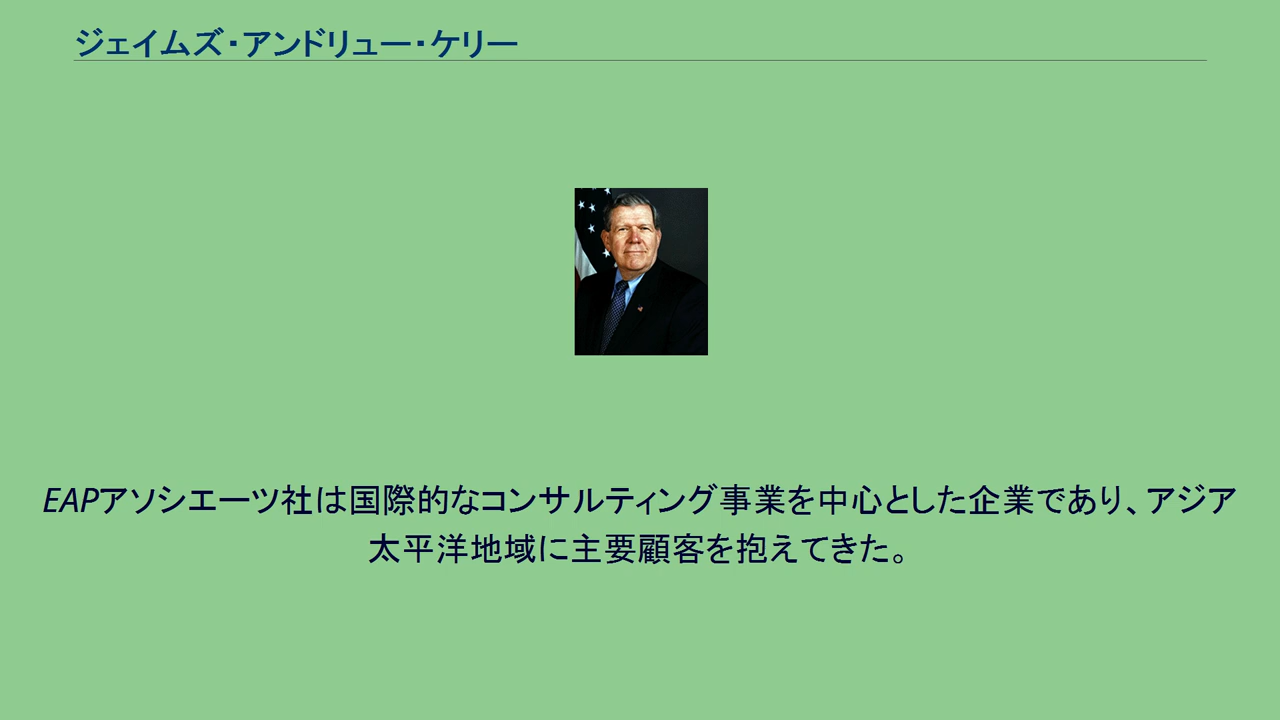 ジェイムズ・アンドリュー・ケリー
EAPアソシエーツ社は国際的なコンサルティング事業を中心とした企業であり、アジア
太平洋地域に主要顧客を抱えてきた。